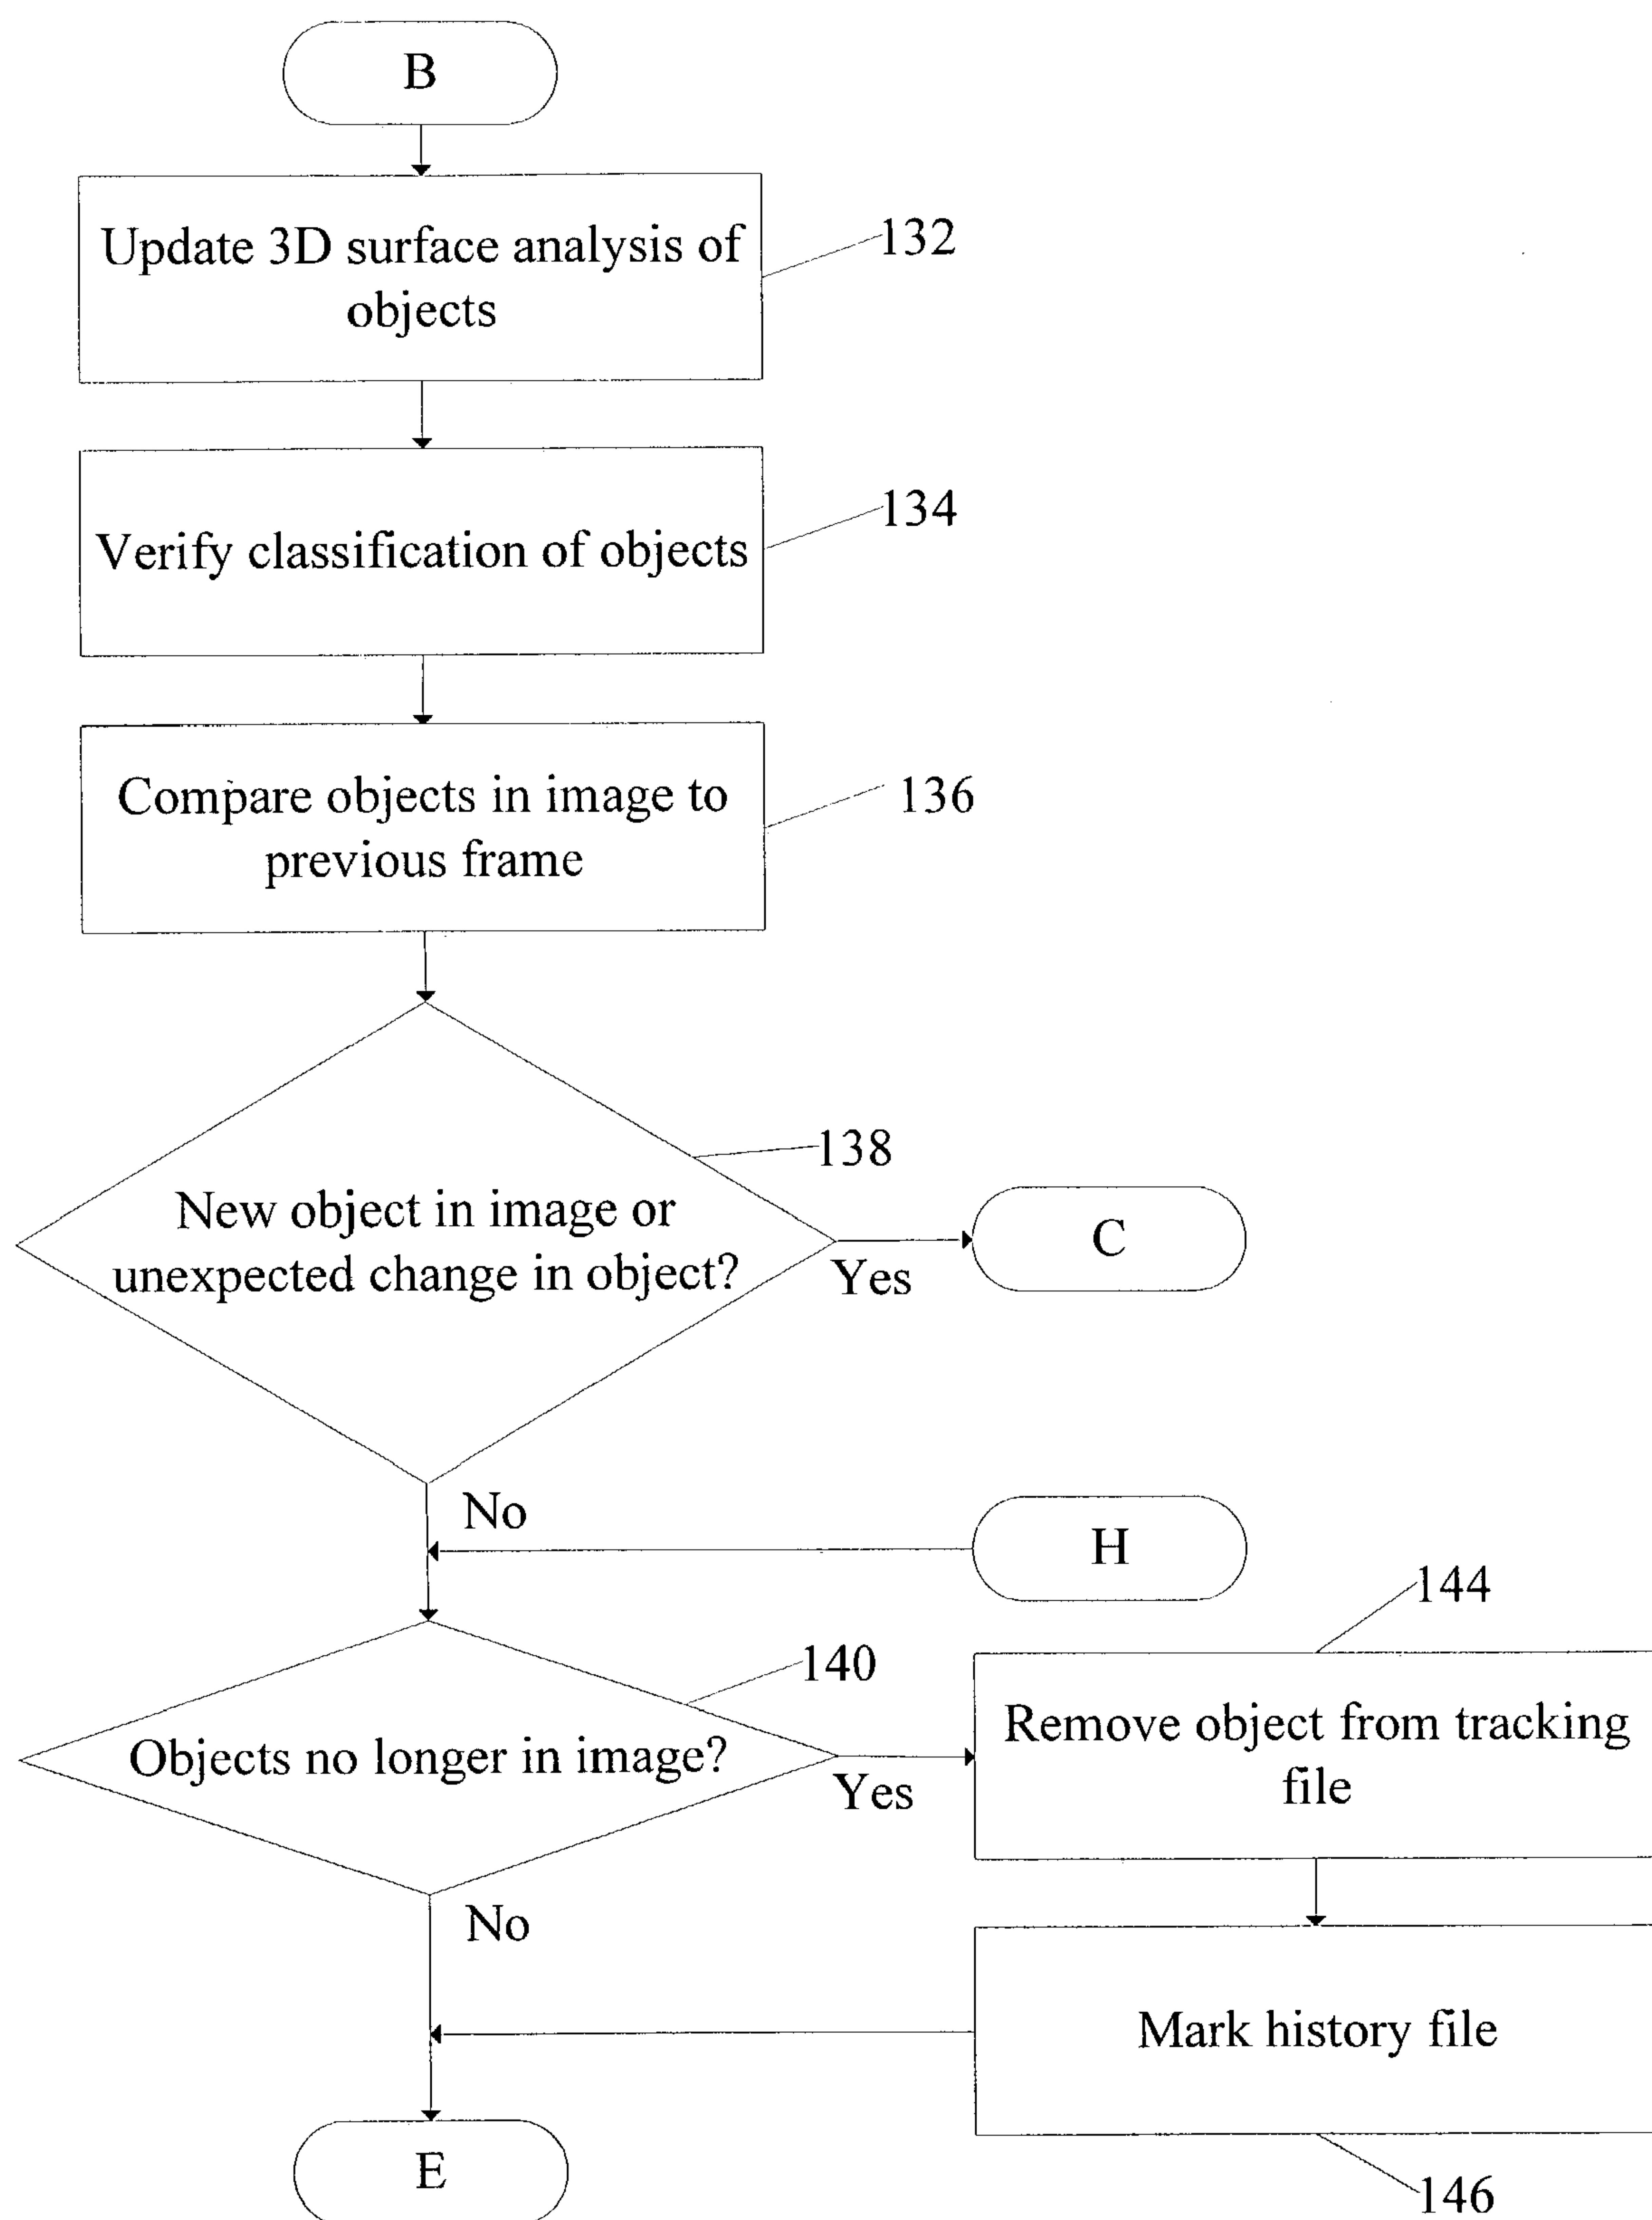 B
Update 3D surface analysis of
objects
132
Verify classification of objects
134
Compare objects in image to
previous frame
136
New object in image or
unexpected change in object?
138
Yes
C
No
H
Objects no longer in image?
140
Yes
144
Remove object from tracking
file
No
Mark history file
146
E